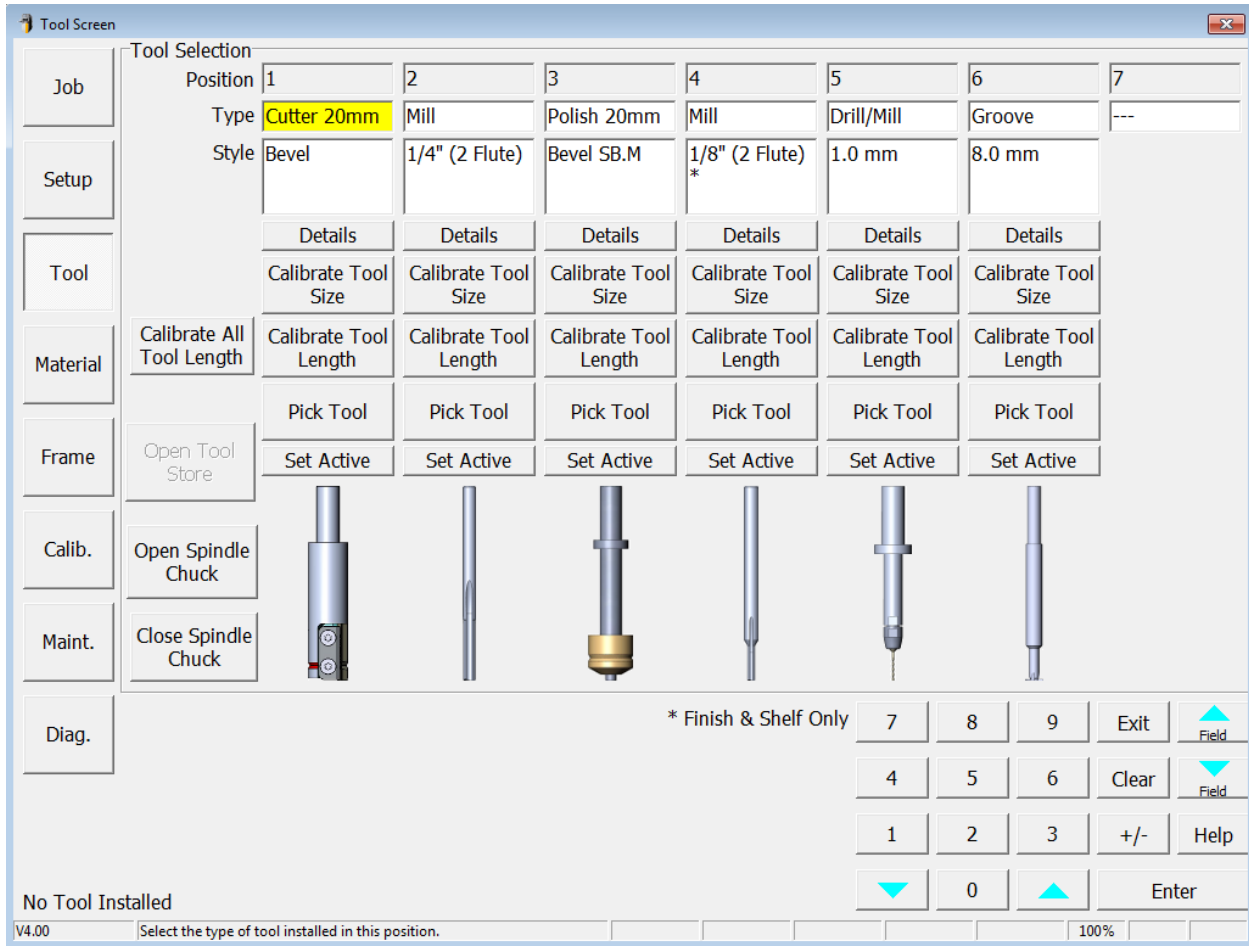 Tool Screen
Job
Setup
Tool
Material
Frame
Calib.
Maint.
Diag.
Tool Selection
Position 1 2 3 4 5 6 7
Type Cutter 20mm Mill Polish 20mm Mill Drill/Mill Groove ---
Style Bevel 1/4" (2 Flute) Bevel SB.M 1/8" (2 Flute) 1.0 mm 8.0 mm
*
Details Details Details Details Details Details
Calibrate Tool Calibrate Tool Calibrate Tool Calibrate Tool Calibrate Tool Calibrate Tool
Size Size Size Size Size Size
Calibrate All
Tool Length
Calibrate Tool Calibrate Tool Calibrate Tool Calibrate Tool Calibrate Tool Calibrate Tool
Length Length Length Length Length Length
Pick Tool Pick Tool Pick Tool Pick Tool Pick Tool Pick Tool
Open Tool
Store
Set Active Set Active Set Active Set Active Set Active Set Active
Open Spindle
Chuck
Close Spindle
Chuck
* Finish & Shelf Only
7 8 9 Exit Field
4 5 6 Clear Field
1 2 3 +/- Help
0 Enter
No Tool Installed
V4.00 Select the type of tool installed in this position. 100%